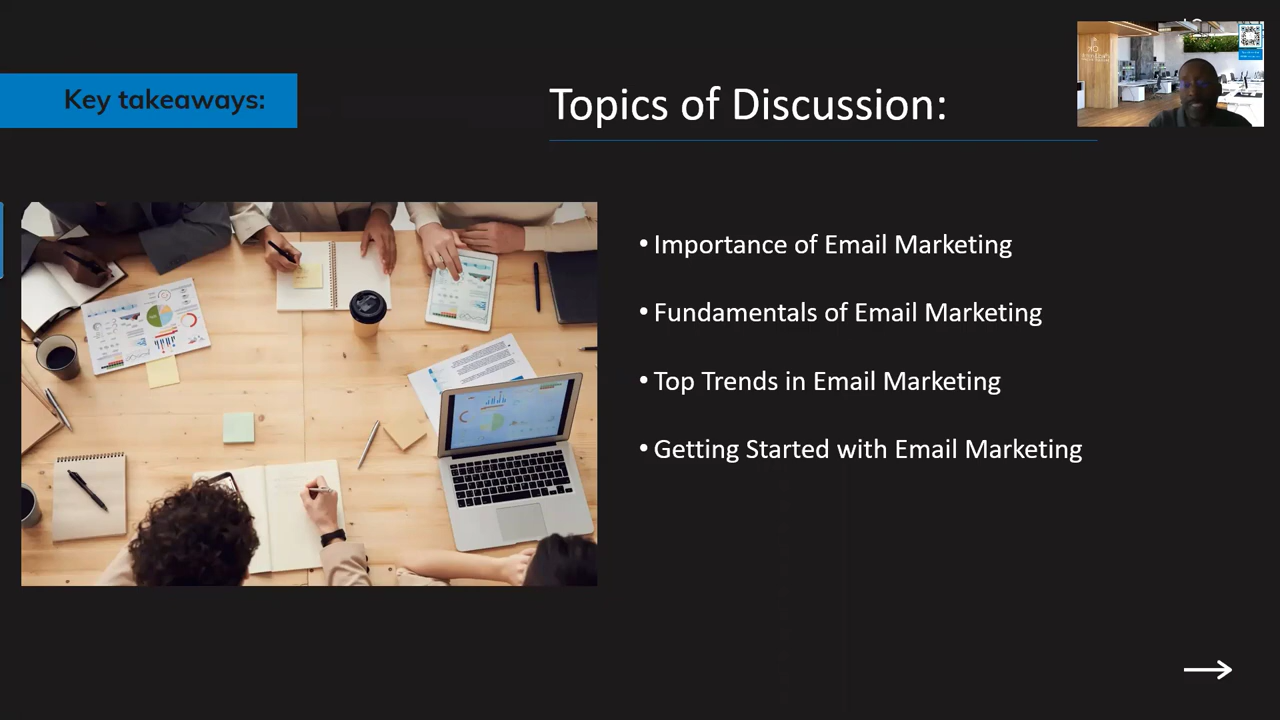 Key takeaways:
Topics of Discussion:
• Importance of Email Marketing
• Fundamentals of Email Marketing
• Top Trends in Email Marketing
• Getting Started with Email Marketing